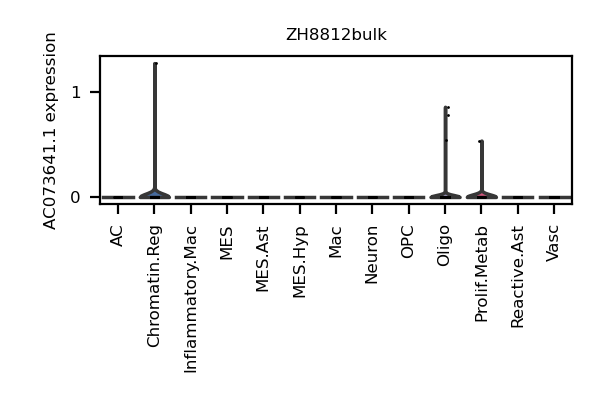 ZH8812bulk
AC073641.1 expression
1
0
AC
Chromatin.Reg
Inflammatory.Mac
MES
MES.Ast
MES.Hyp
Mac
Neuron
OPC
Oligo
Prolif.Metab
Reactive.Ast
Vasc